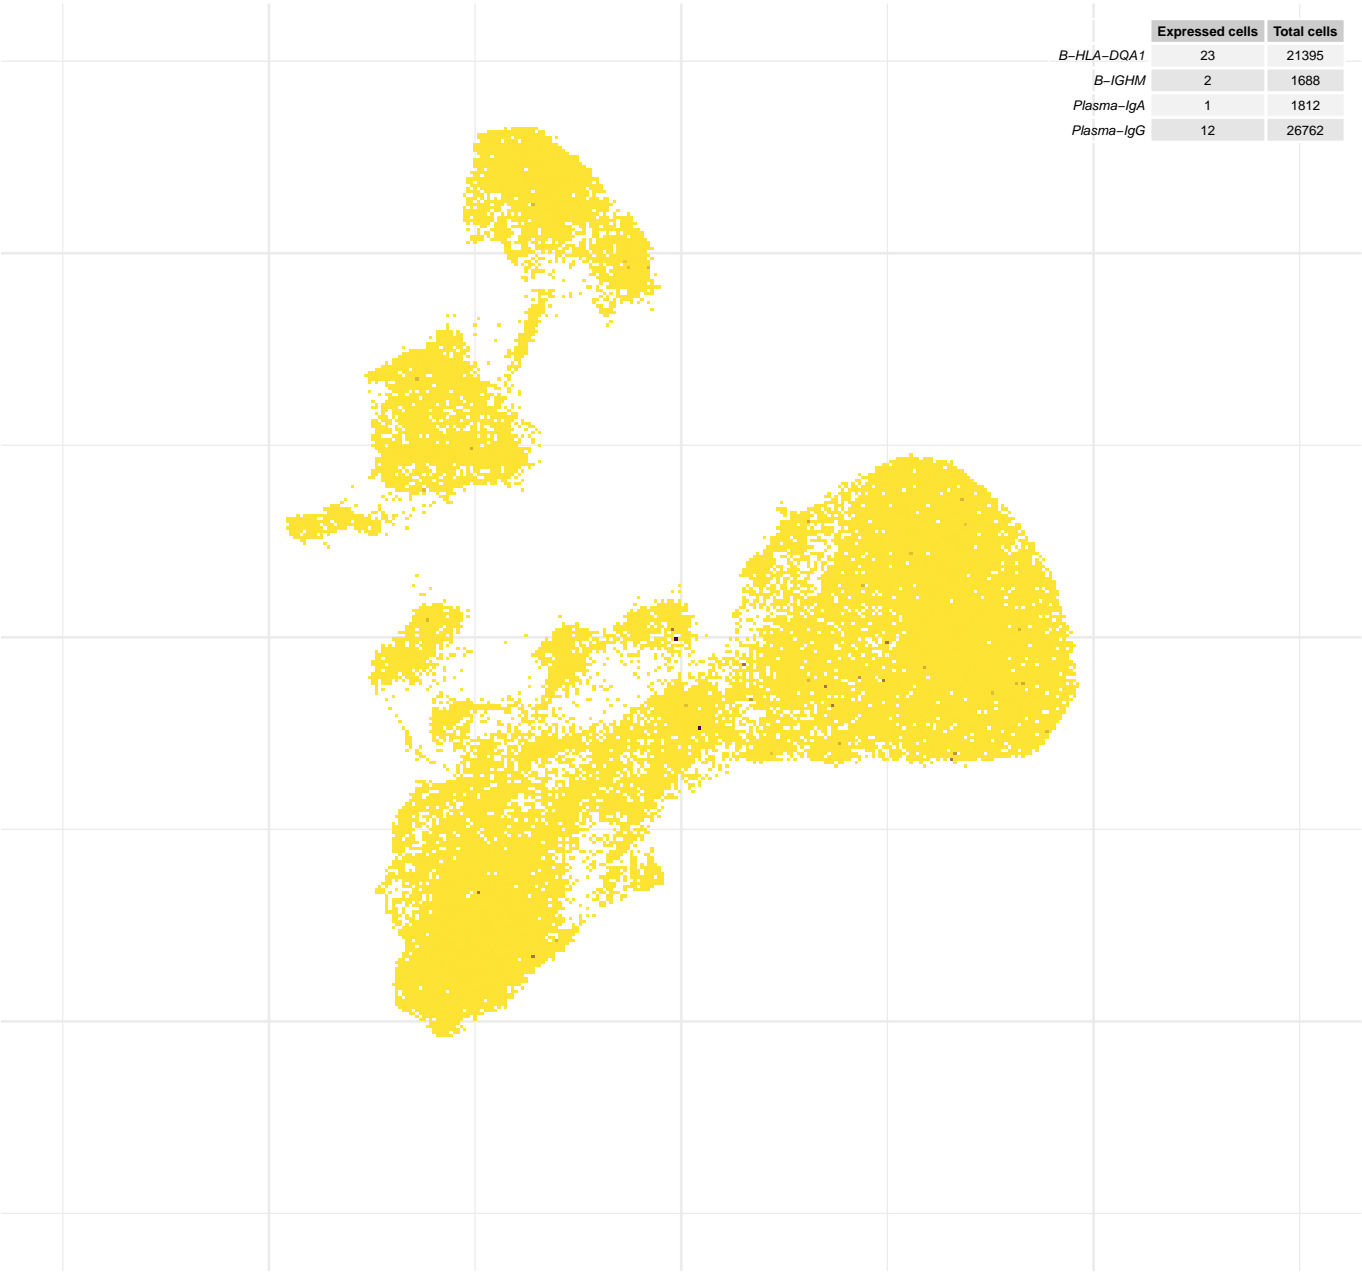 Expressed cells Total cells
B−HLA−DQA1 23 21395
B−IGHM 2 1688
Plasma−IgA 1 1812
Plasma−IgG 12 26762